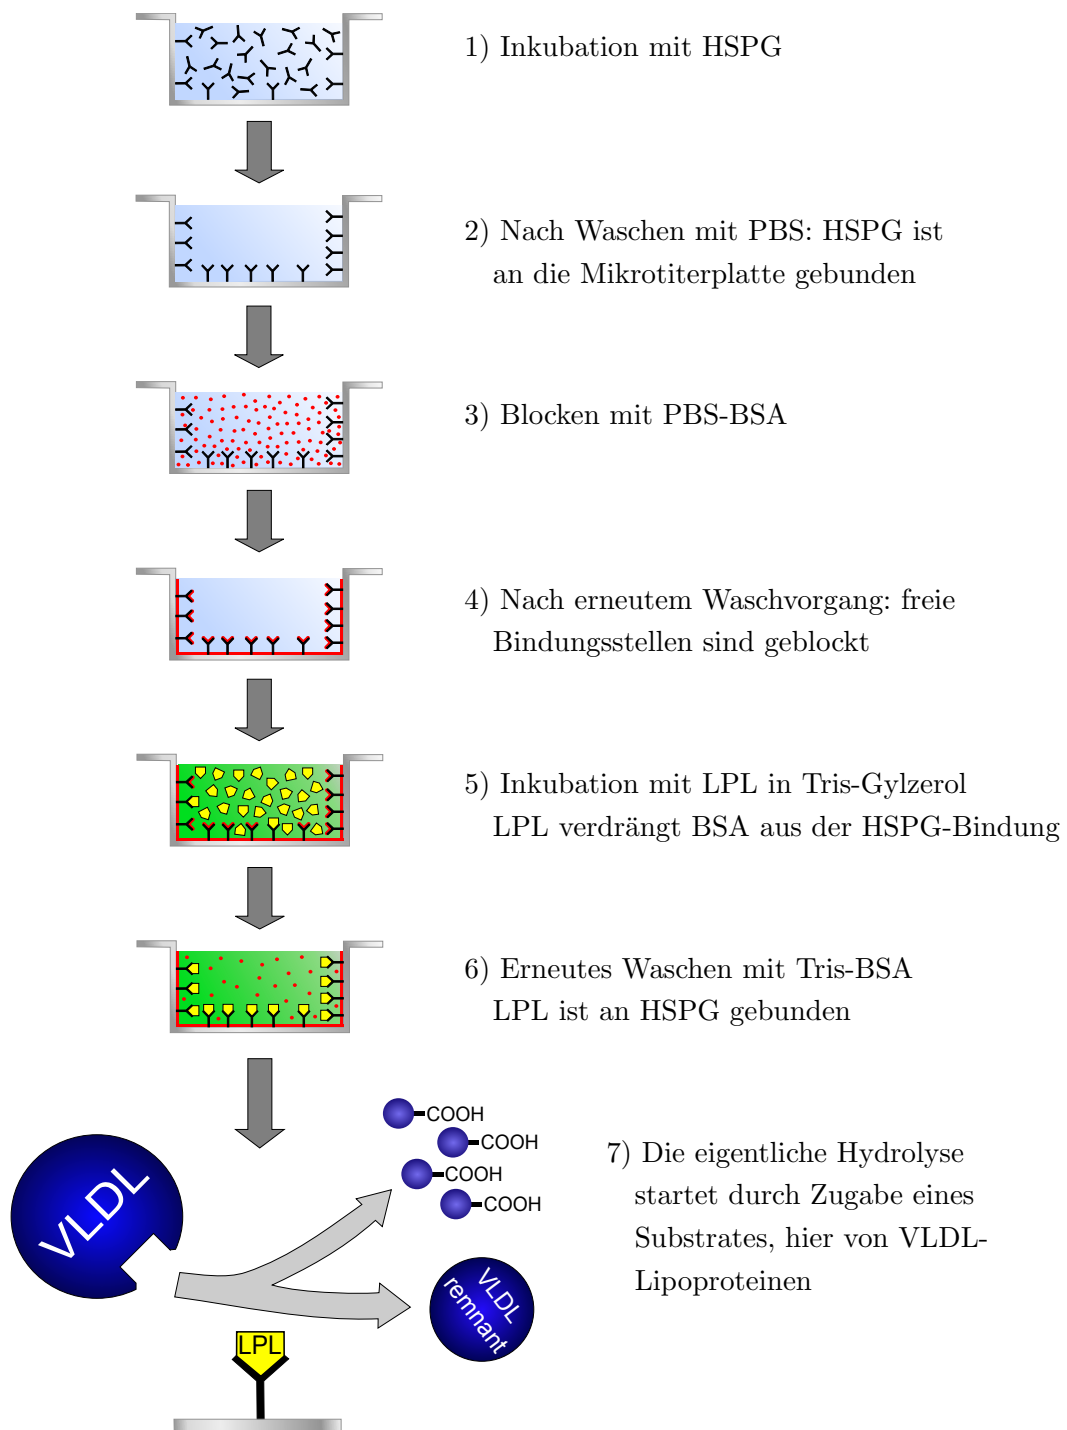 1) Inkubation mit HSPG
2) Nach Waschen mit PBS: HSPG ist
an die Mikrotiterplatte gebunden
3) Blocken mit PBS-BSA
4) Nach erneutem Waschvorgang: freie
Bindungsstellen sind geblockt
5) Inkubation mit LPL in Tris-Gylzerol
LPL verdrängt BSA aus der HSPG-Bindung
6) Erneutes Waschen mit Tris-BSA
LPL ist an HSPG gebunden
COOH
COOH
COOH
COOH
VLDL
7) Die eigentliche Hydrolyse
startet durch Zugabe eines
Substrates, hier von VLDL-
Lipoproteinen
VLDL
remnant
LPL